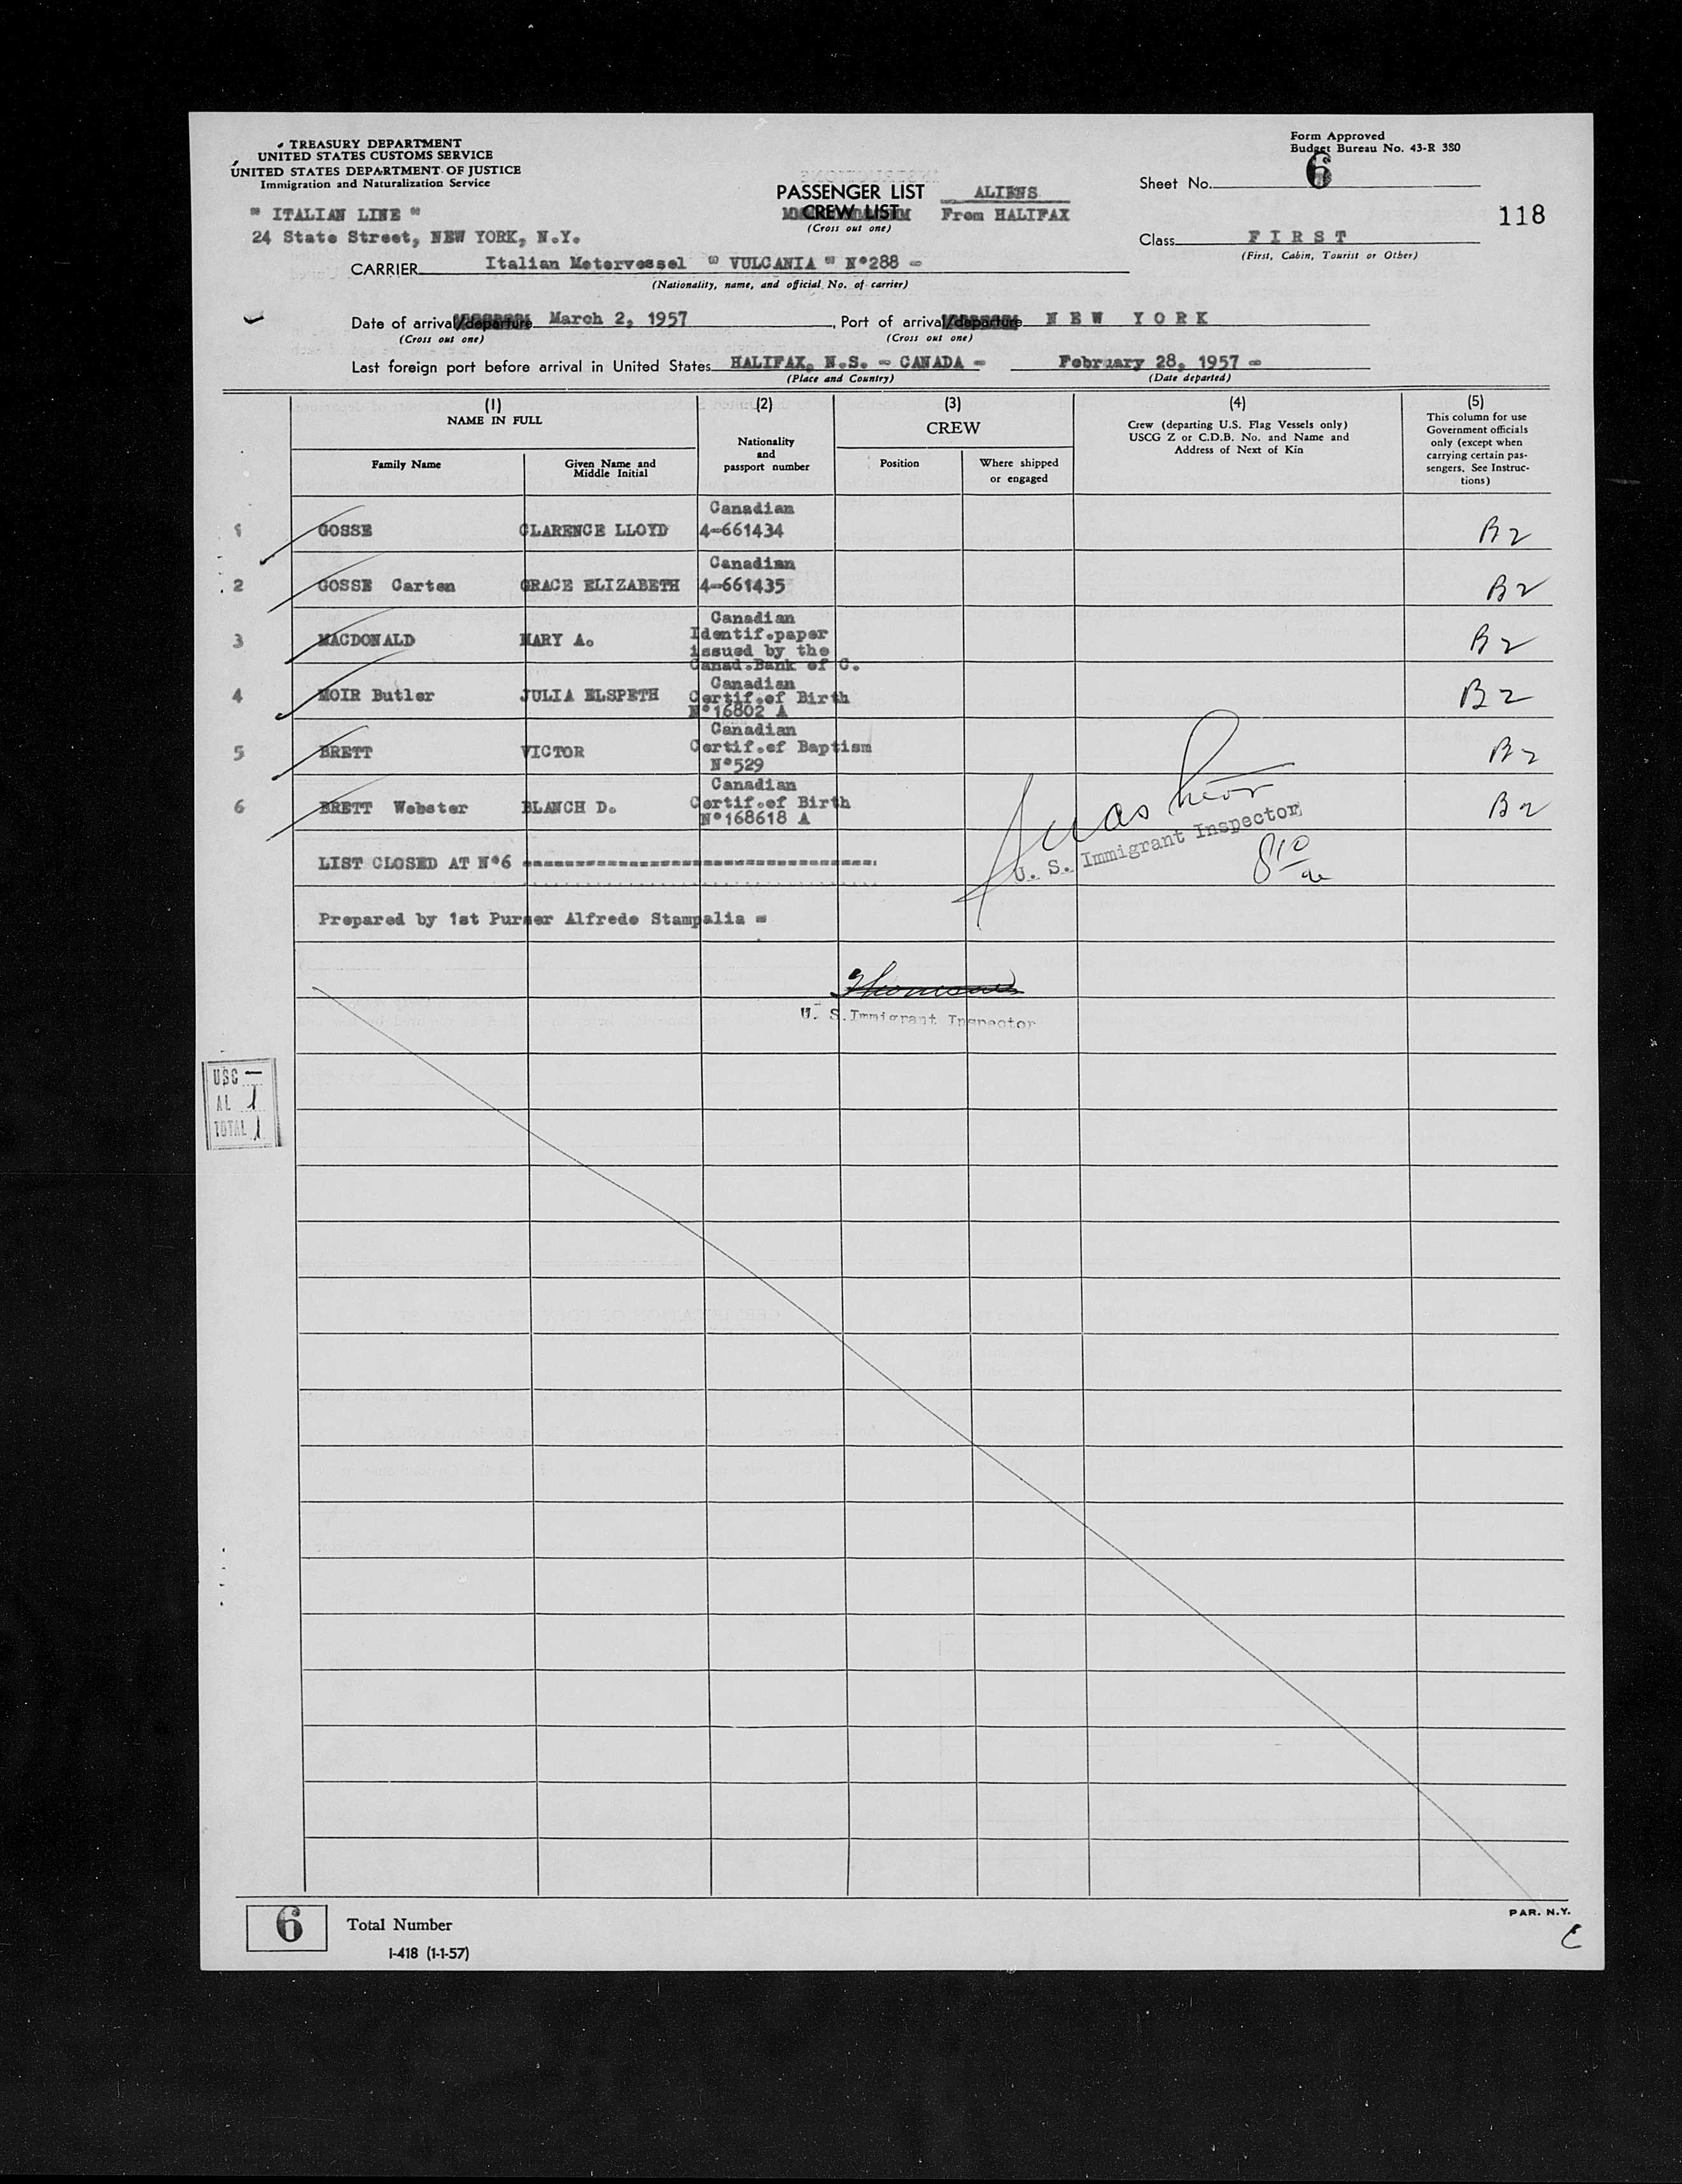 TREASURY DEPARTMENT
UNITED STATES CUSTOMS SERVICE
UNITED STATES DEPARTMENT OF JUSTICE
Immigration and Naturalization Service
" ITALIAN LINE "
24 State Street, NEW YORK, N.Y.
PASSENGER LIST ALIENS
CREW LIST From HALIFAX
(Cross out one)
Form Approved
Budget Bureau No. 43-R 380
Sheet No. 6
118
Class F I R S T
(First, Cabin, Tourist or Other)
CARRIER Italian Motorvessel " VULCANIA " N°288 -
(Nationality, name, and official No. of carrier)
Date of arrival/departure March 2, 1957, Port of arrival/departure N E W Y O R K
(Cross out one) (Cross out one)
Last foreign port before arrival in United States HALIFAX, N.S. - CANADA - February 28, 1957 -
(Place and Country) (Date departed)
(1) (2) (3) (4) (5)
NAME IN FULL
Family Name
Given Name and
Middle Initial
Nationality
and
passport number
CREW
Position
Where shipped
or engaged
Crew (departing U.S. Flag Vessels only)
USCG Z or C.D.B. No. and Name and
Address of Next of Kin
This column for use
Government officials
only (except when
carrying certain pas-
sengers. See Instruc-
tions)
Canadian
1 GOSSE CLARENCE LLOYD 4-661434 B2
Canadian
2 GOSSE Carten GRACE ELIZABETH 4-661435 B2
Canadian
Identif.paper
3 MACDONALD MARY A. issued by the B2
Canad.Bank of C.
Canadian
4 MOIR Butler JULIA ELSPETH Certif.of Birth B2
N°16802 A
Canadian
5 BRETT VICTOR Certif.of Baptism B2
N°529
Canadian
6 BRETT Webster BLANCH D. Certif.of Birth B2
N°168618 A
U. S. Immigrant Inspector
LIST CLOSED AT N°6
810
Prepared by 1st Purser Alfredo Stampalia -
U. S. Immigrant Inspector
USC -
AL 1
TOTAL 1
6 Total Number
I-418 (1-1-57)
PAR. N.Y.